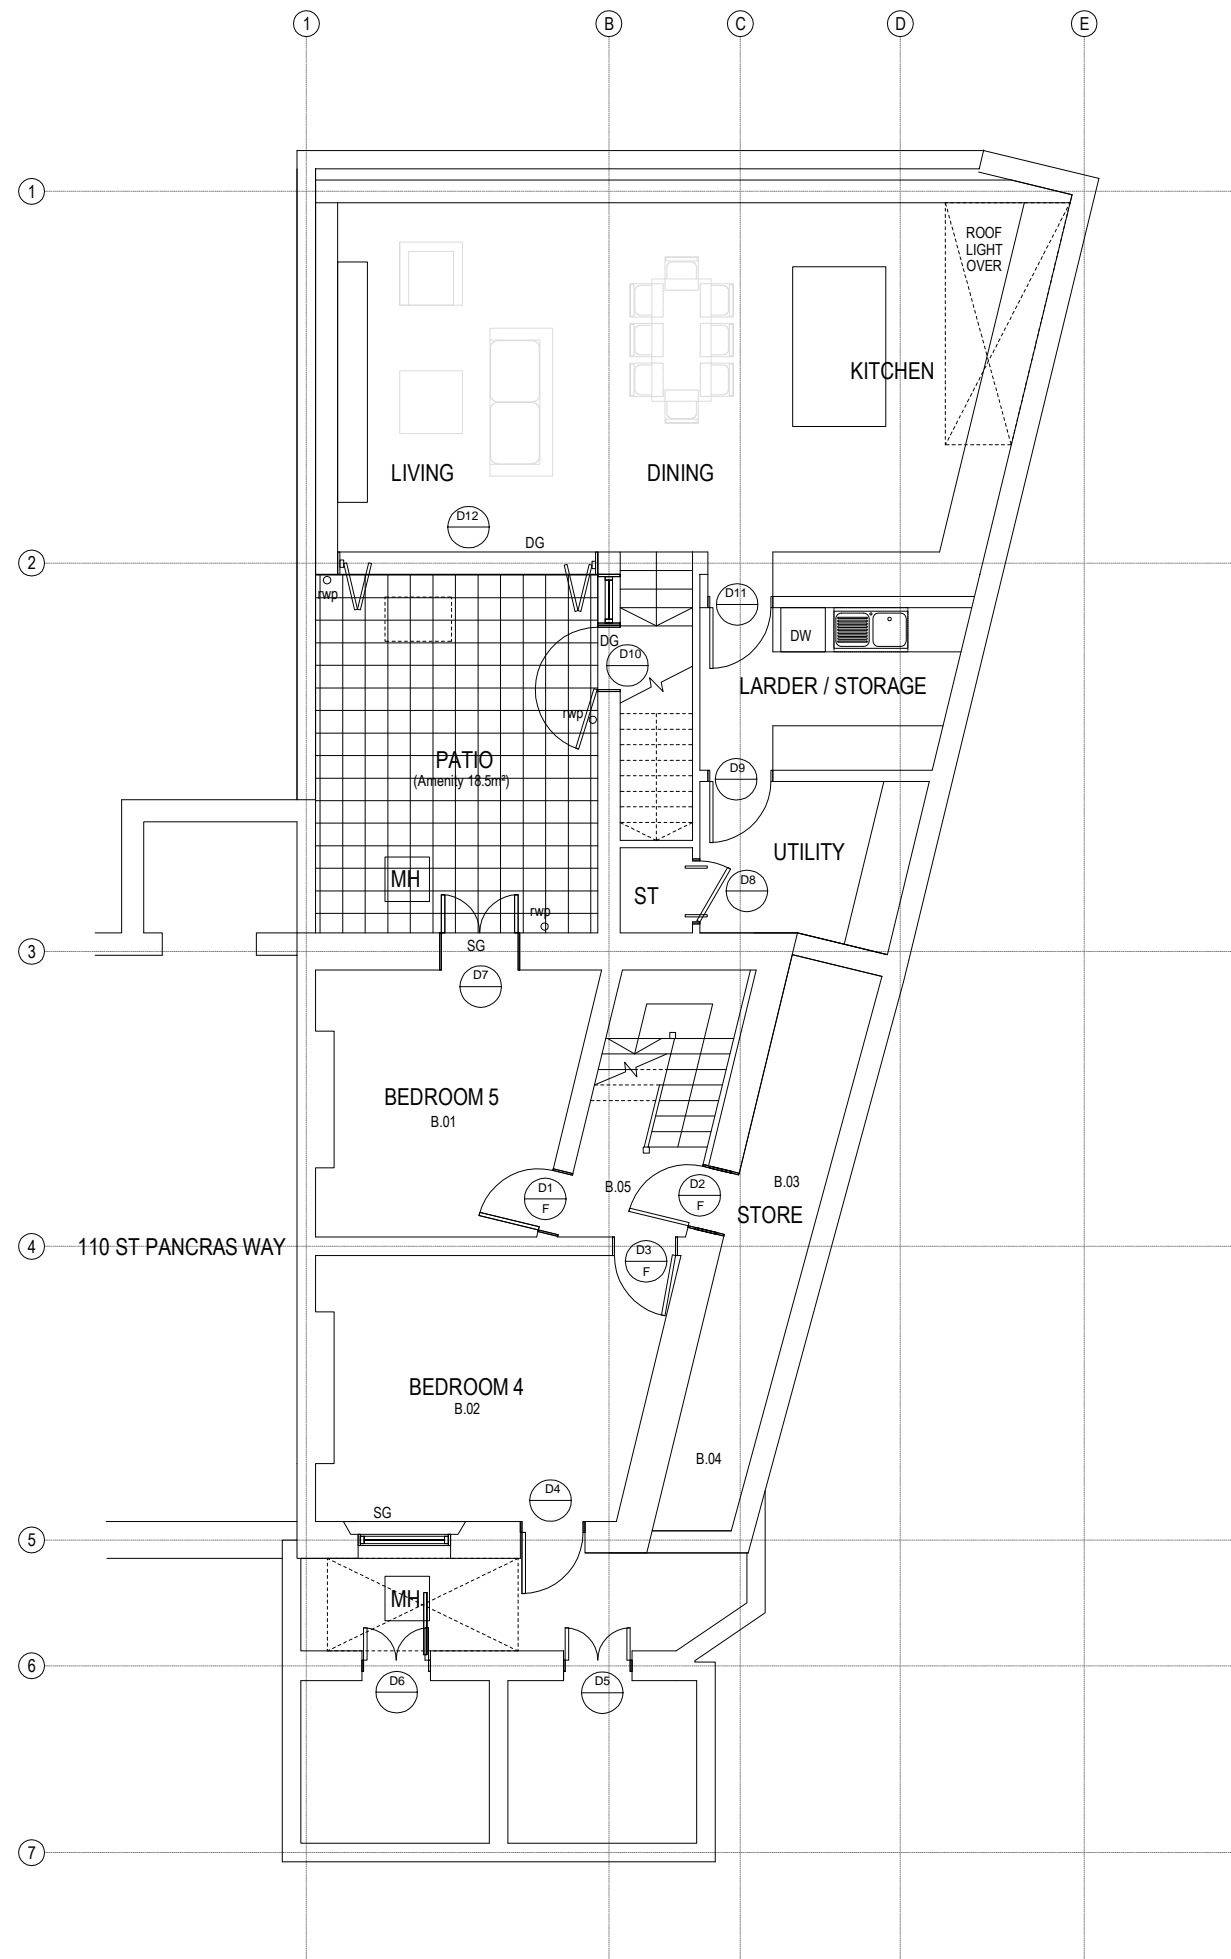 1
B
C
D
E
1
ROOF
LIGHT
OVER
KITCHEN
LIVING
DINING
D12
DG
2
rwp
D11
DG
D10
DW
LARDER / STORAGE
rwp
PATIO
(Amenity 18.5m²)
D9
UTILITY
MH
ST
D8
rwp
SG
3
D7
BEDROOM 5
B.01
D1
F
B.05
D2
F
B.03
STORE
4
110 ST PANCRAS WAY
D3
F
BEDROOM 4
B.02
B.04
D4
SG
5
MH
6
D6
D5
7